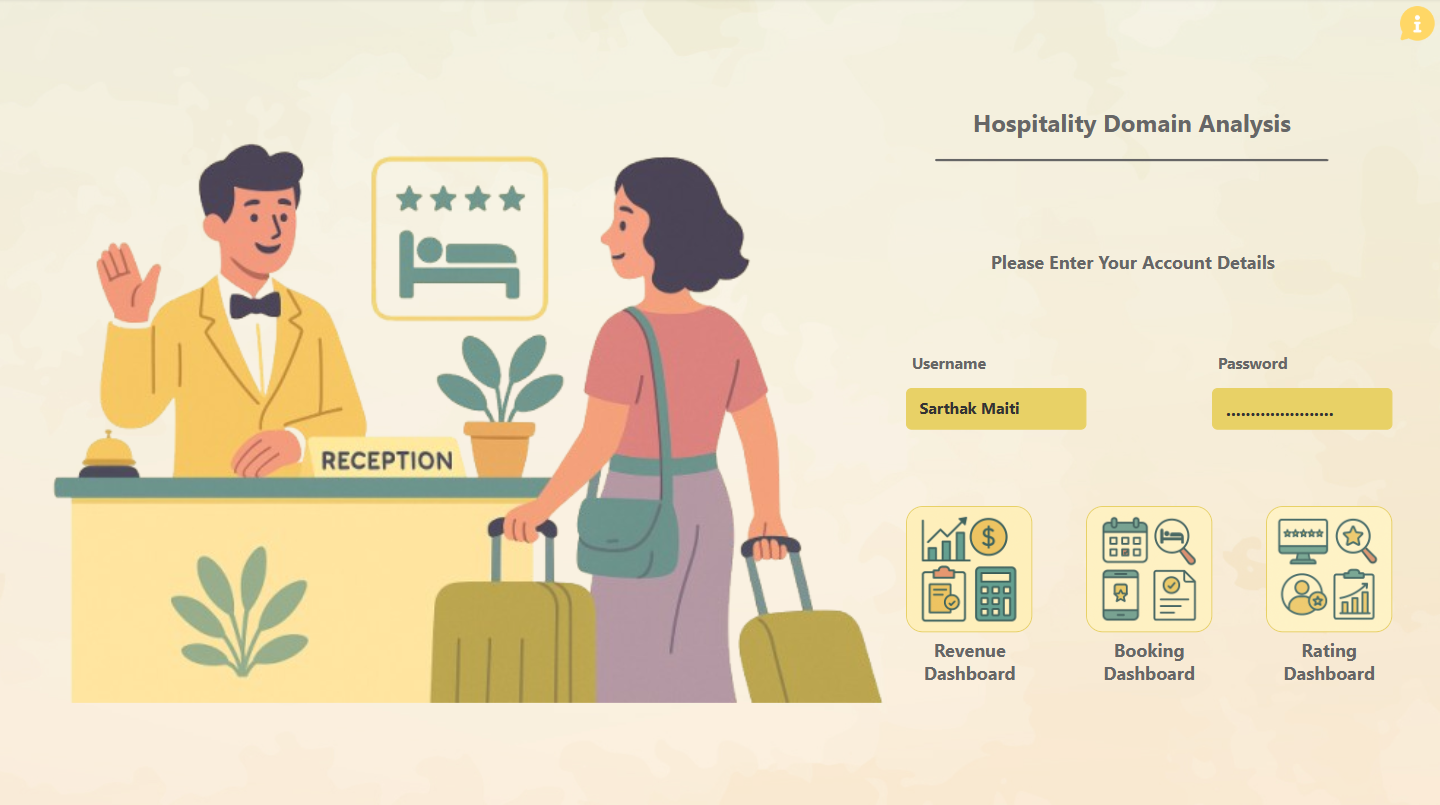 Hospitality Domain Analysis
Please Enter Your Account Details
Username
Password
Sarthak Maiti
......................
RECEPTION
Revenue
Dashboard
Booking
Dashboard
Rating
Dashboard